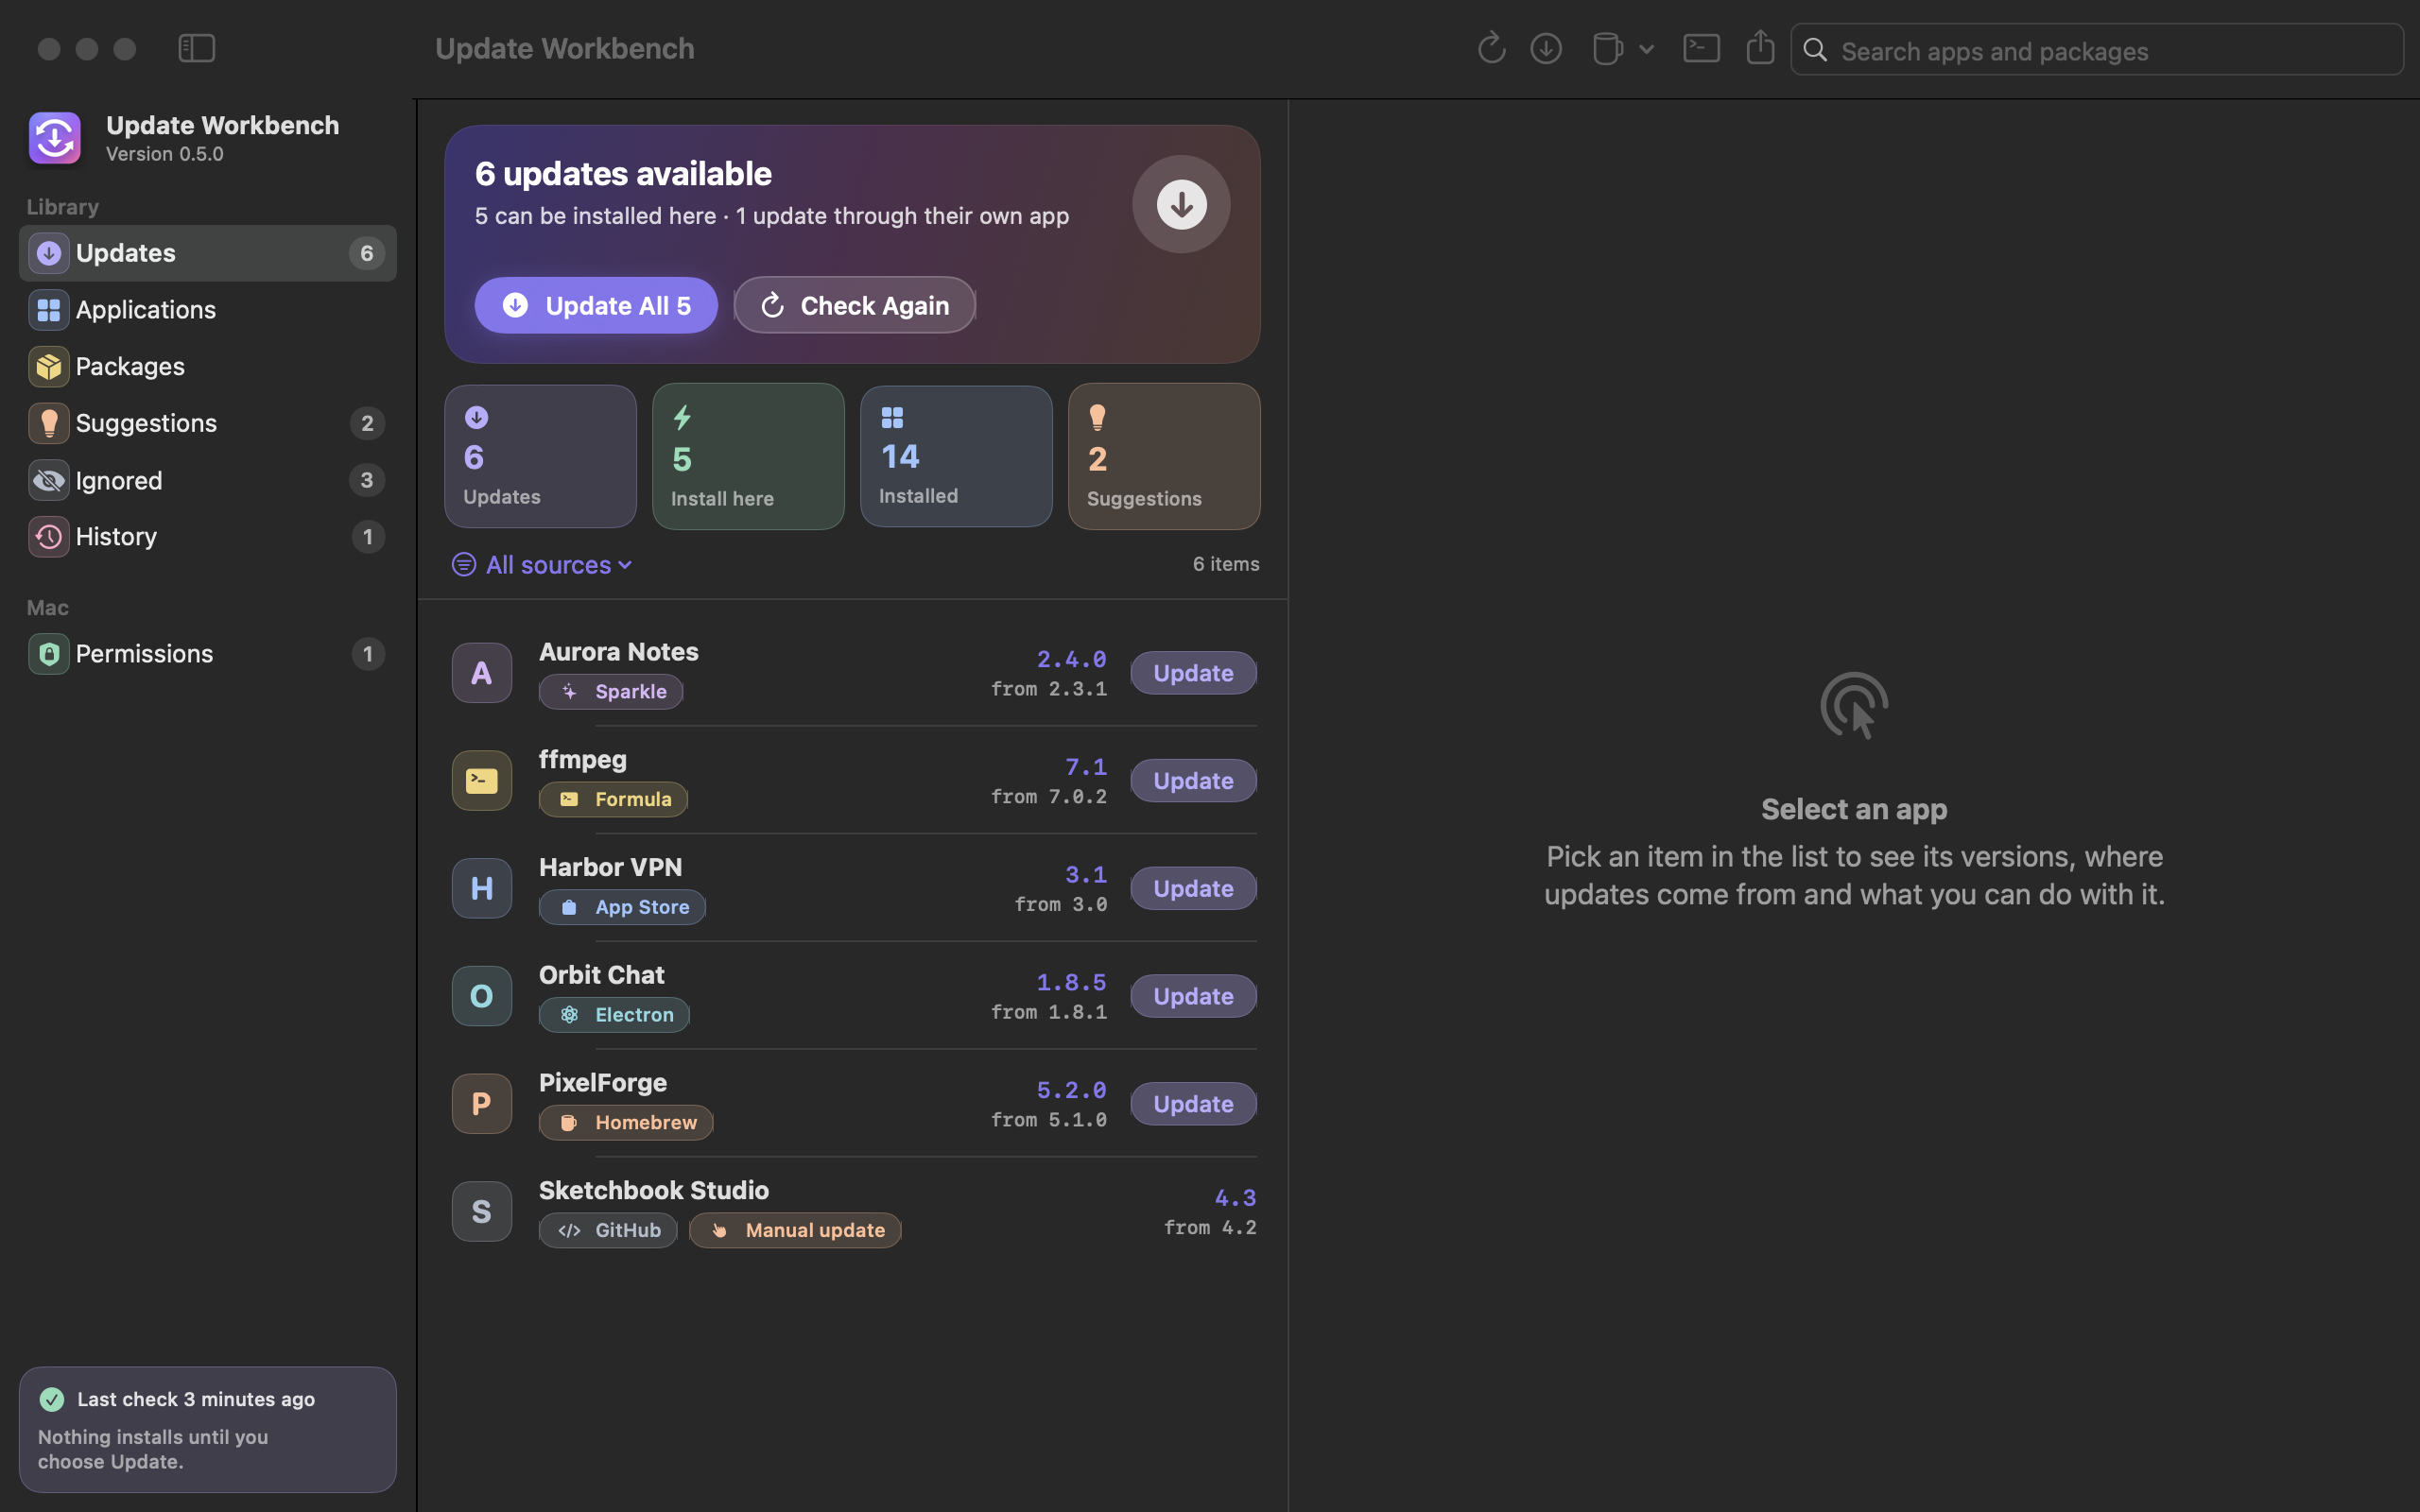 Update Workbench
Search apps and packages
Update Workbench
Version 0.5.0
Library
Updates 6
Applications
Packages
Suggestions 2
Ignored 3
History 1
Mac
Permissions 1
Last check 3 minutes ago
Nothing installs until you
choose Update.
6 updates available
5 can be installed here · 1 update through their own app
Update All 5
Check Again
6
Updates
5
Install here
14
Installed
2
Suggestions
All sources
6 items
A
Aurora Notes
Sparkle
2.4.0
from 2.3.1
Update
ffmpeg
Formula
7.1
from 7.0.2
Update
H
Harbor VPN
App Store
3.1
from 3.0
Update
O
Orbit Chat
Electron
1.8.5
from 1.8.1
Update
P
PixelForge
Homebrew
5.2.0
from 5.1.0
Update
S
Sketchbook Studio
GitHub
Manual update
4.3
from 4.2
Select an app
Pick an item in the list to see its versions, where
updates come from and what you can do with it.